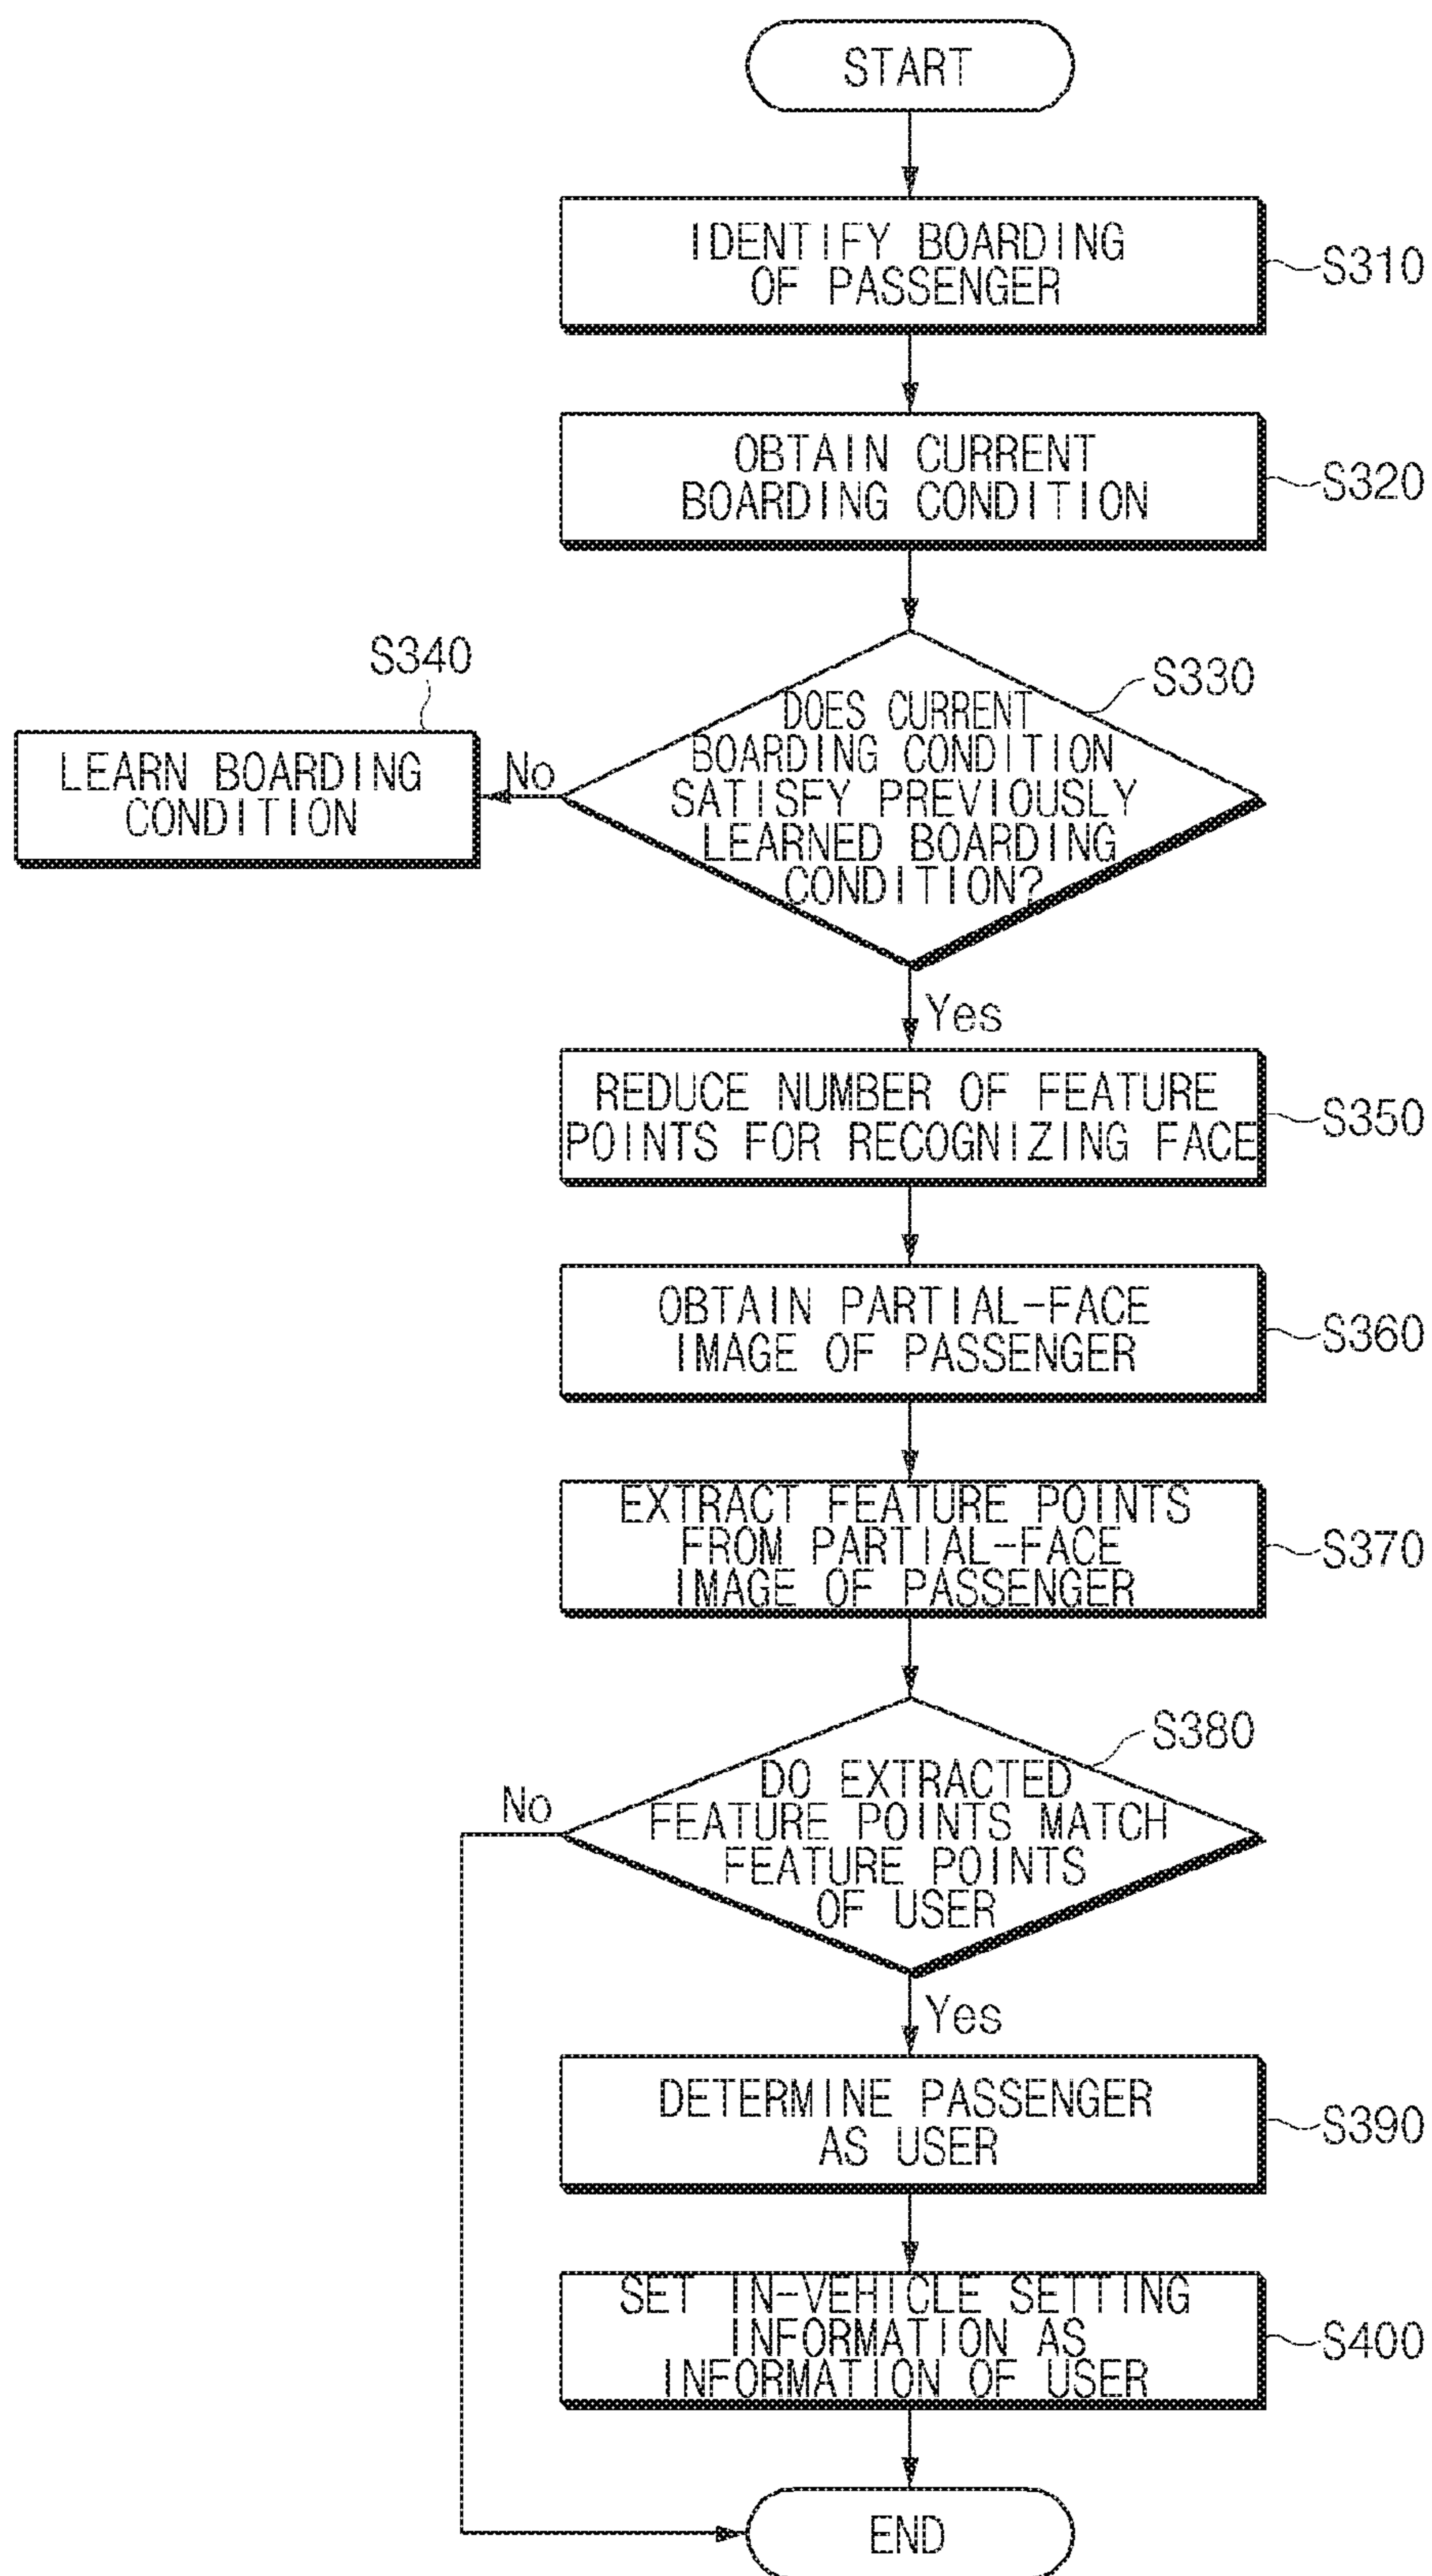 START
IDENTIFY BOARDING
OF PASSENGER
S310
OBTAIN CURRENT
BOARDING CONDITION
S320
S340
LEARN BOARDING
CONDITION
No
S330
DOES CURRENT
BOARDING CONDITION
SATISFY PREVIOUSLY
LEARNED BOARDING
CONDITION?
Yes
REDUCE NUMBER OF FEATURE
POINTS FOR RECOGNIZING FACE
S350
OBTAIN PARTIAL-FACE
IMAGE OF PASSENGER
S360
EXTRACT FEATURE POINTS
FROM PARTIAL-FACE
IMAGE OF PASSENGER
S370
S380
No
DO EXTRACTED
FEATURE POINTS MATCH
FEATURE POINTS
OF USER
Yes
DETERMINE PASSENGER
AS USER
S390
SET IN-VEHICLE SETTING
INFORMATION AS
INFORMATION OF USER
S400
END